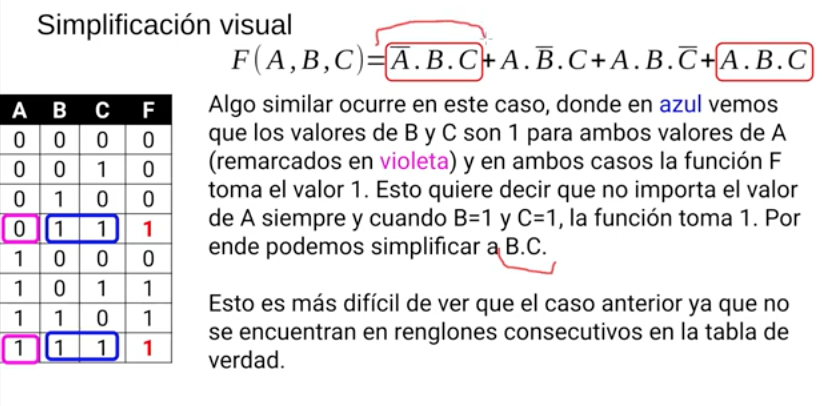 Simplificación visual
F(A,B,C)=A̅.B.C+A.B̅.C+A.B.C̅+A.B.C
A B C F
0 0 0 0
0 0 1 0
0 1 0 0
0 1 1 1
1 0 0 0
1 0 1 1
1 1 0 1
1 1 1 1
Algo similar ocurre en este caso, donde en azul vemos
que los valores de B y C son 1 para ambos valores de A
(remarcados en violeta) y en ambos casos la función F
toma el valor 1. Esto quiere decir que no importa el valor
de A siempre y cuando B=1 y C=1, la función toma 1. Por
ende podemos simplificar a B.C.
Esto es más difícil de ver que el caso anterior ya que no
se encuentran en renglones consecutivos en la tabla de
verdad.